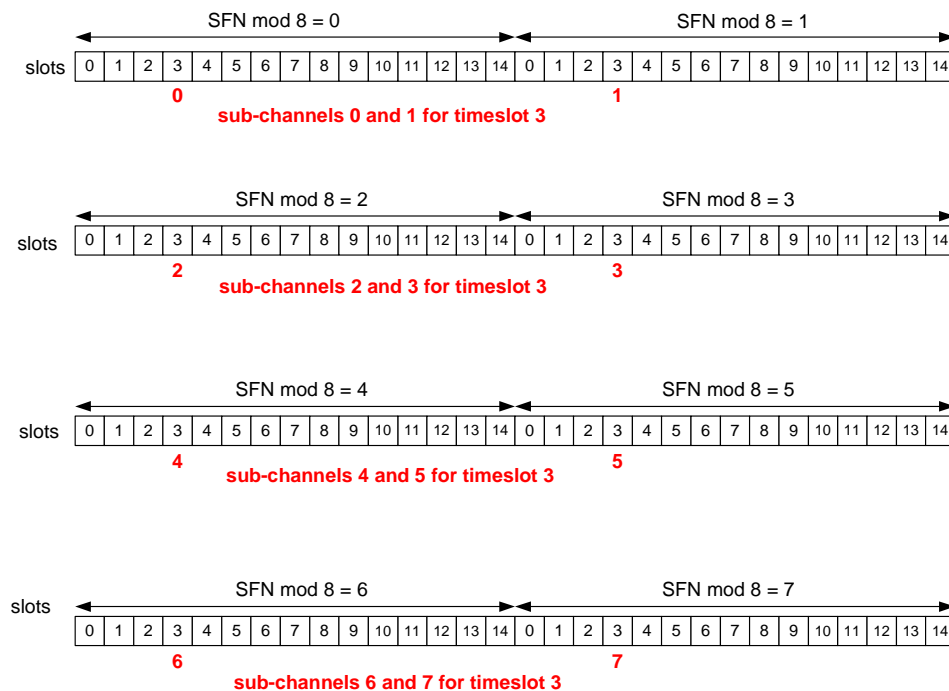 SFN mod 8 = 0 SFN mod 8 = 1
slots 0 1 2 3 4 5 6 7 8 9 10 11 12 13 14 0 1 2 3 4 5 6 7 8 9 10 11 12 13 14
0 1
sub-channels 0 and 1 for timeslot 3
SFN mod 8 = 2 SFN mod 8 = 3
slots 0 1 2 3 4 5 6 7 8 9 10 11 12 13 14 0 1 2 3 4 5 6 7 8 9 10 11 12 13 14
2 3
sub-channels 2 and 3 for timeslot 3
SFN mod 8 = 4 SFN mod 8 = 5
slots 0 1 2 3 4 5 6 7 8 9 10 11 12 13 14 0 1 2 3 4 5 6 7 8 9 10 11 12 13 14
4 5
sub-channels 4 and 5 for timeslot 3
SFN mod 8 = 6 SFN mod 8 = 7
slots
0 1 2 3 4 5 6 7 8 9 10 11 12 13 14 0 1 2 3 4 5 6 7 8 9 10 11 12 13 14
6 7
sub-channels 6 and 7 for timeslot 3